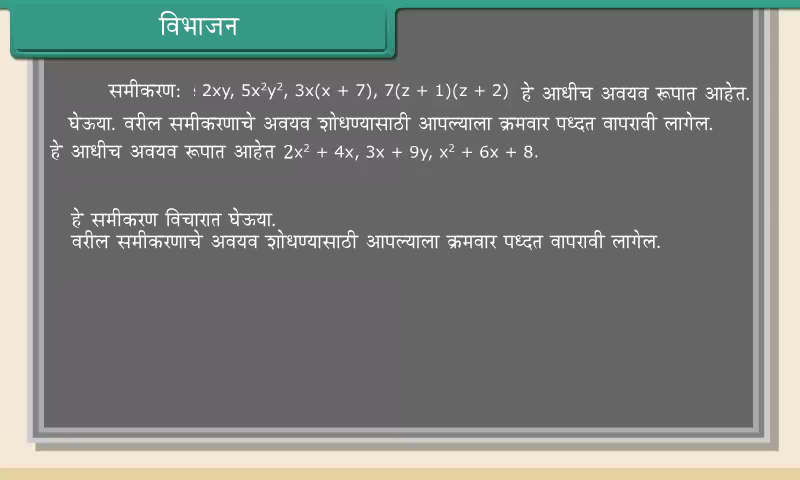 विभाजन
समीकरण: : 2xy, 5x²y², 3x(x + 7), 7(z + 1)(z + 2) हे आधीच अवयव रूपात आहेत.
घेऊया. वरील समीकरणाचे अवयव शोधण्यासाठी आपल्याला क्रमवार पध्दत वापरावी लागेल.
हे आधीच अवयव रूपात आहेत 2x² + 4x, 3x + 9y, x² + 6x + 8.
हे समीकरण विचारात घेऊया.
वरील समीकरणाचे अवयव शोधण्यासाठी आपल्याला क्रमवार पध्दत वापरावी लागेल.